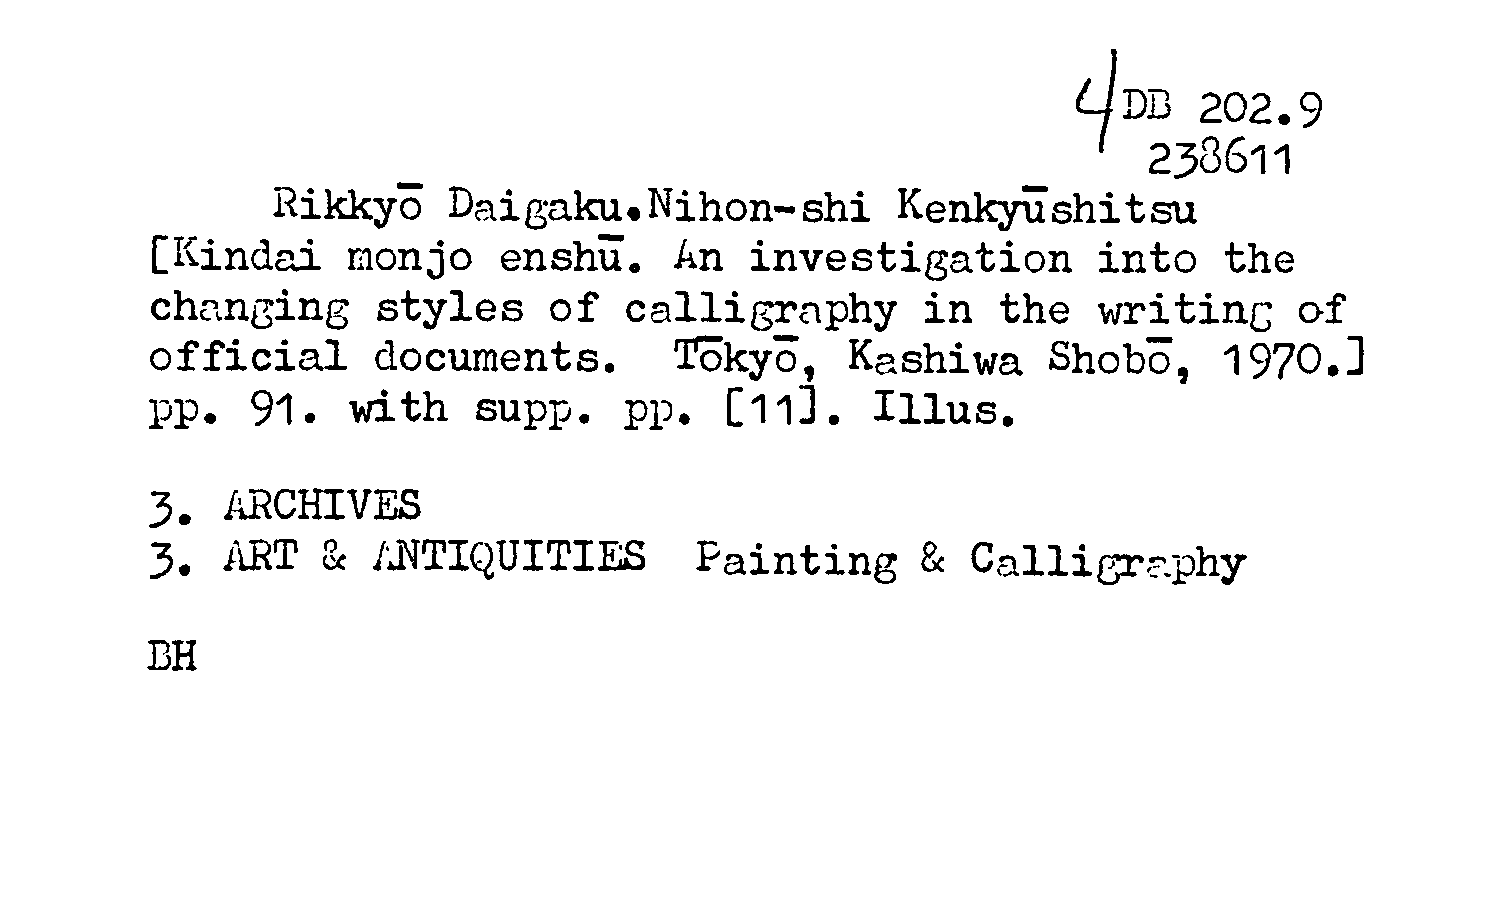 4 DB 202.9
238611
Rikkyō Daigaku.Nihon-shi Kenkyūshitsu
[Kindai monjo enshū. An investigation into the
changing styles of calligraphy in the writing of
official documents. Tōkyō, Kashiwa Shobō, 1970.]
pp. 91. with supp. pp. [11]. Illus.
3. ARCHIVES
3. ART & ANTIQUITIES Painting & Calligraphy
BH